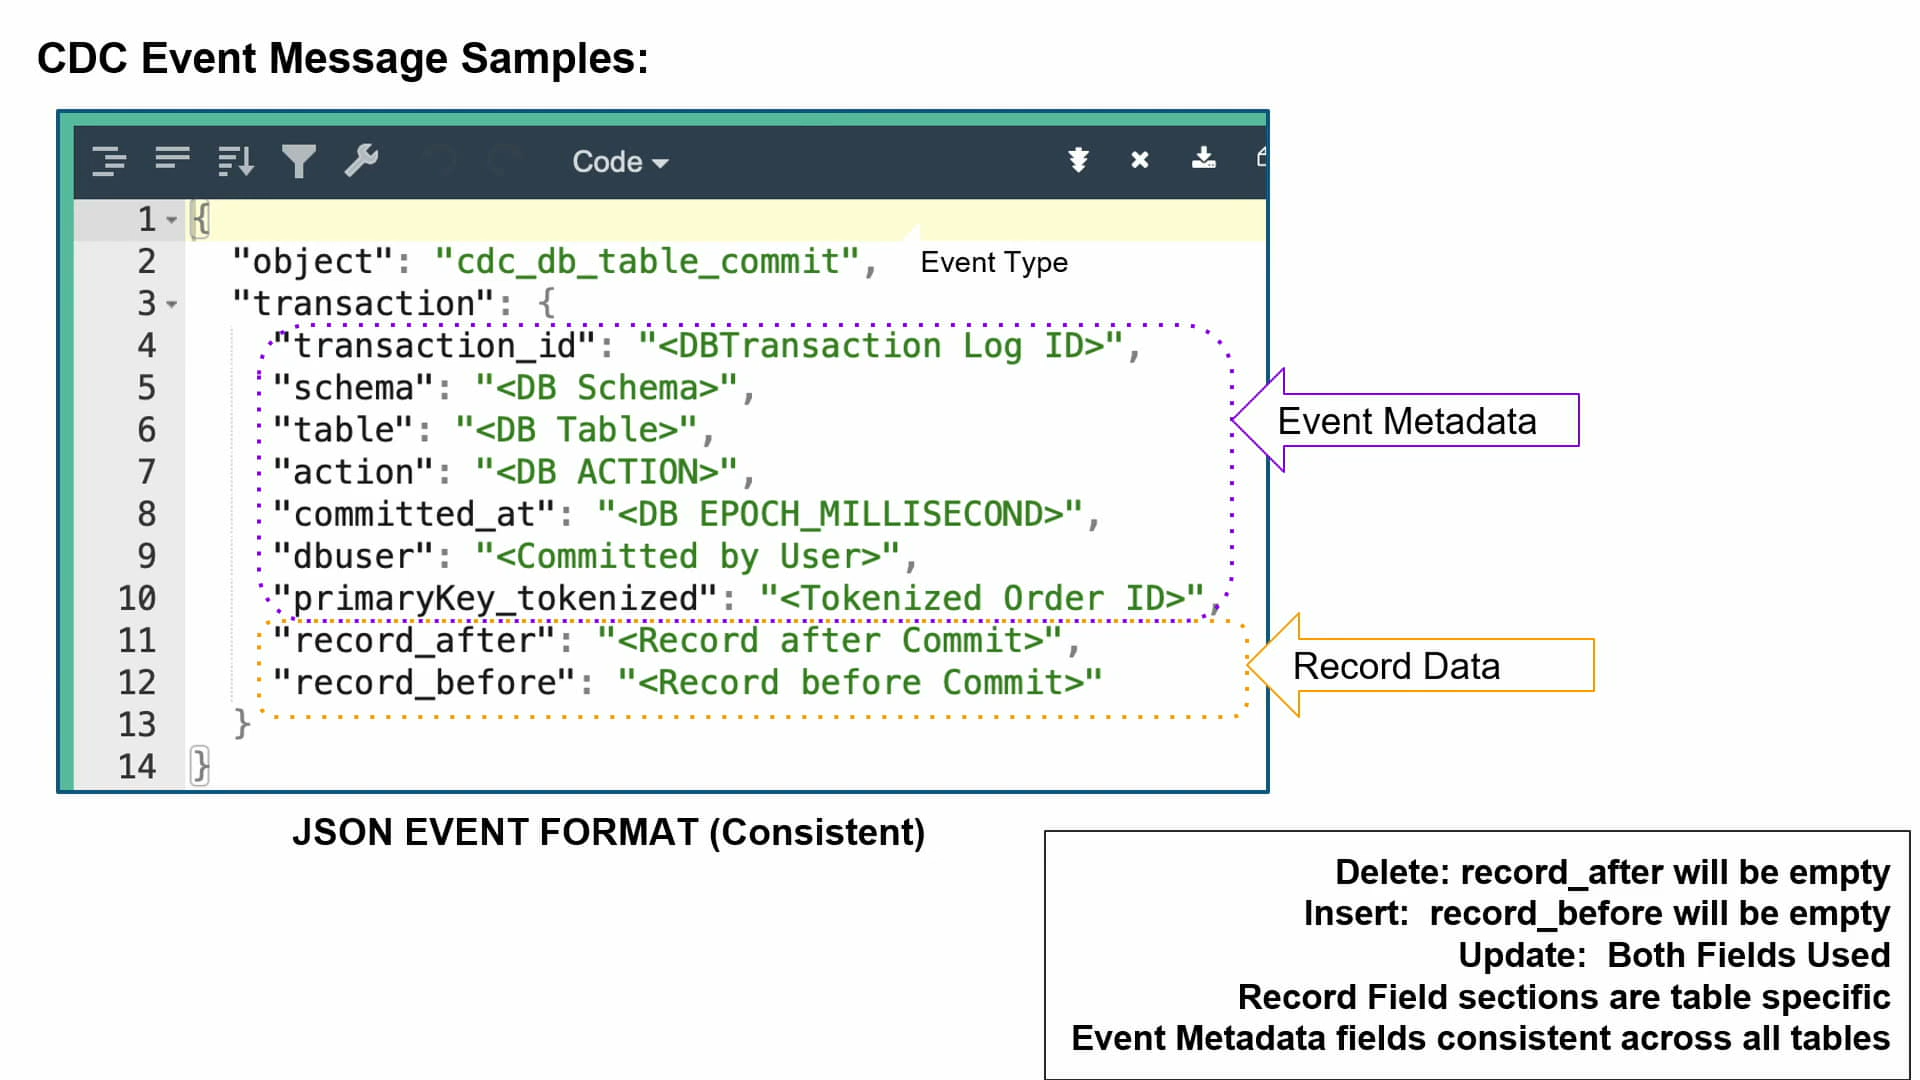 CDC Event Message Samples:
Code
1 {
2 "object": "cdc_db_table_commit", Event Type
3 "transaction": {
4 "transaction_id": "<DBTransaction Log ID>",
5 "schema": "<DB Schema>",
6 "table": "<DB Table>",
7 "action": "<DB ACTION>",
8 "committed_at": "<DB EPOCH_MILLISECOND>",
9 "dbuser": "<Committed by User>",
10 "primaryKey_tokenized": "<Tokenized Order ID>",
11 "record_after": "<Record after Commit>",
12 "record_before": "<Record before Commit>"
13 }
14 }
Event Metadata
Record Data
JSON EVENT FORMAT (Consistent)
Delete: record_after will be empty
Insert: record_before will be empty
Update: Both Fields Used
Record Field sections are table specific
Event Metadata fields consistent across all tables